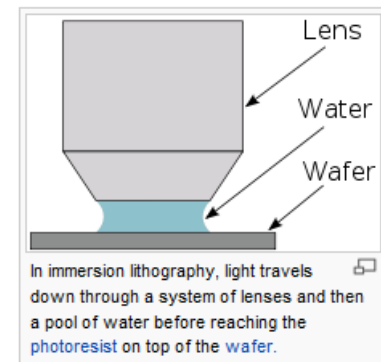 Lens
Water
Wafer
In immersion lithography, light travels
down through a system of lenses and then
a pool of water before reaching the
photoresist on top of the wafer.